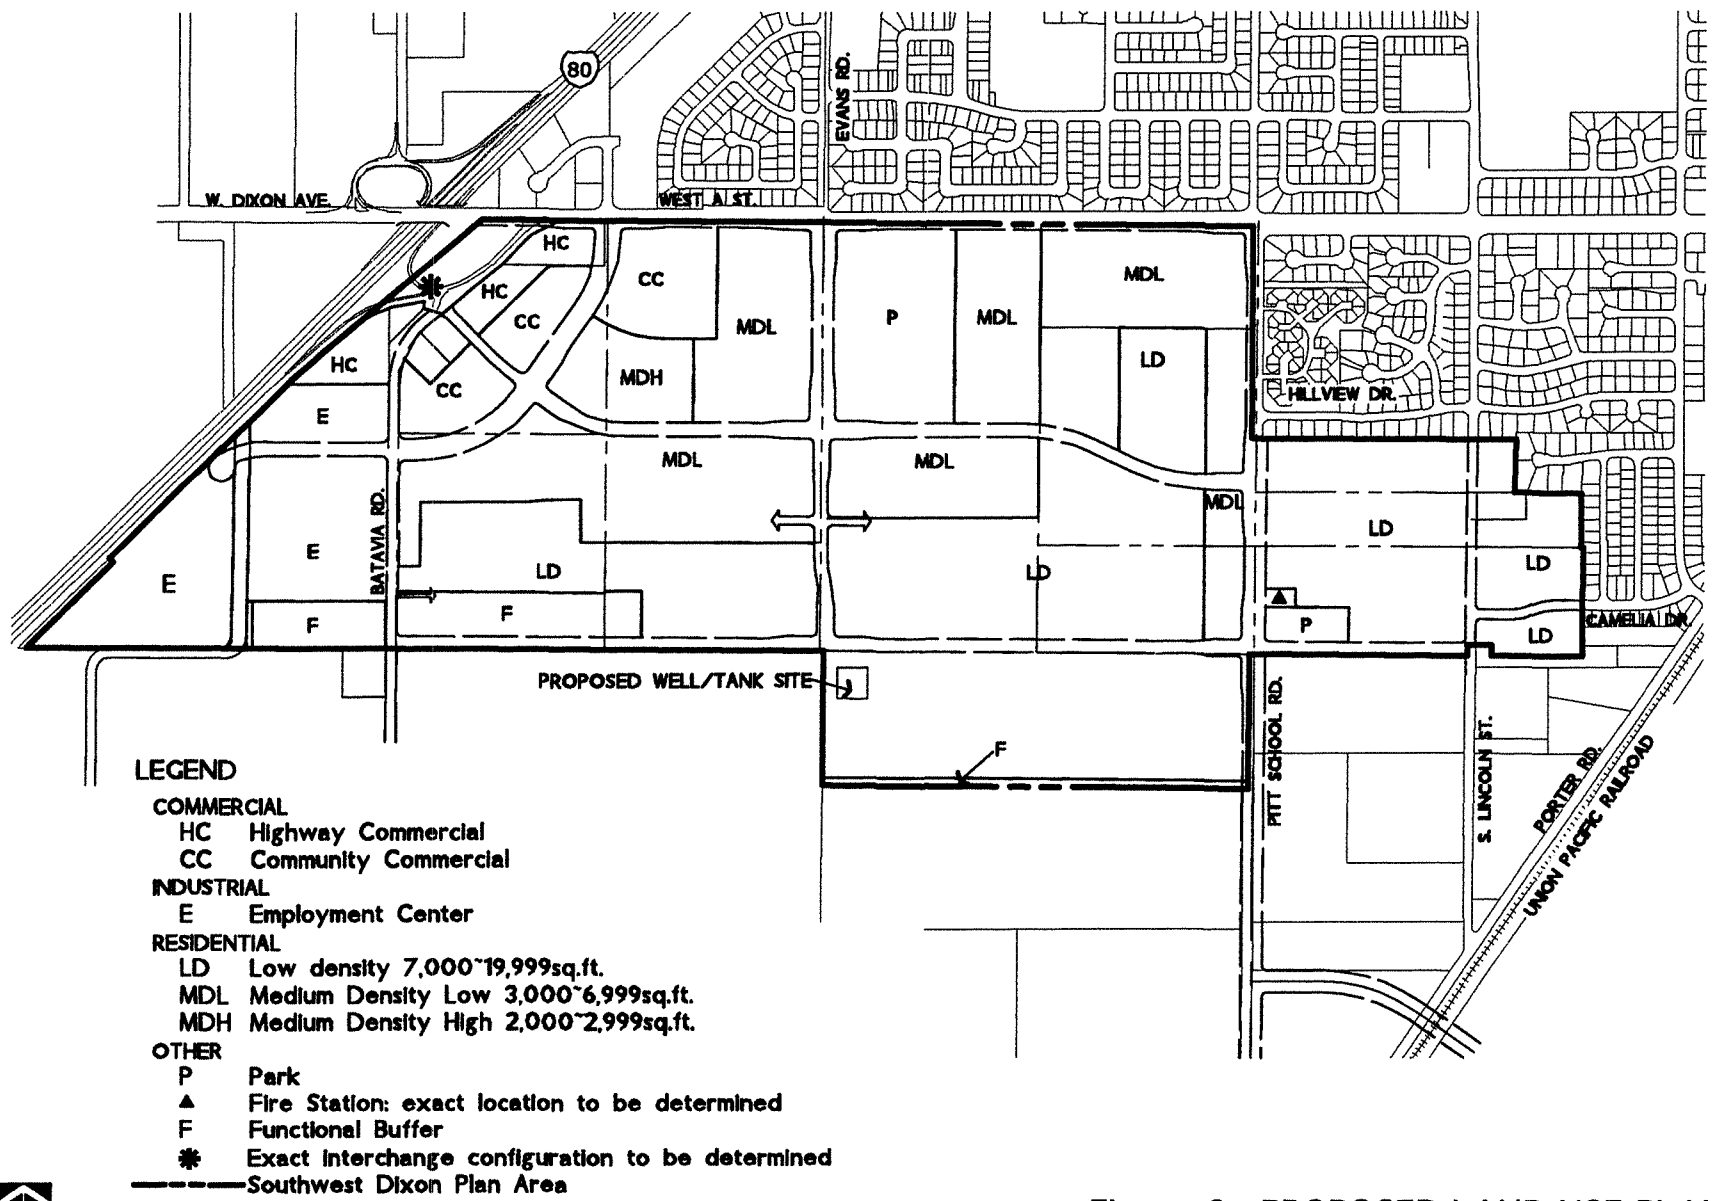 80
EVANS RD.
W. DIXON AVE.
WEST A ST.
HC
CC
MDL
HC
CC
P
MDL
MDL
HC
CC
MDH
LD
HILLVIEW DR.
E
MDL
MDL
MDL
LD
BATAVIA RD.
E
E
LD
LD
LD
F
F
P
LD
CAMELIA DR.
PROPOSED WELL/TANK SITE
F
PITT SCHOOL RD.
S. LINCOLN ST.
PORTER RD.
UNION PACIFIC RAILROAD
LEGEND
COMMERCIAL
HC Highway Commercial
CC Community Commercial
INDUSTRIAL
E Employment Center
RESIDENTIAL
LD Low density 7,000~19,999sq.ft.
MDL Medium Density Low 3,000~6,999sq.ft.
MDH Medium Density High 2,000~2,999sq.ft.
OTHER
P Park
▲ Fire Station: exact location to be determined
F Functional Buffer
✱ Exact interchange configuration to be determined
Southwest Dixon Plan Area